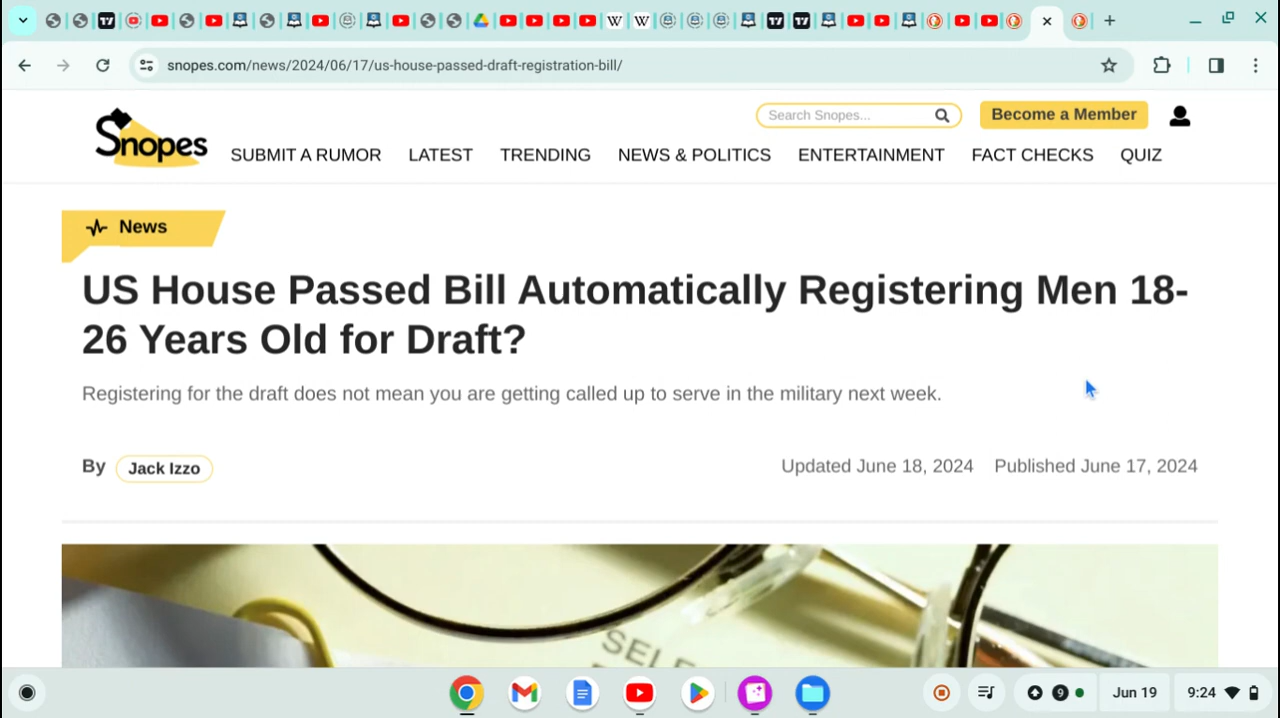 snopes.com/news/2024/06/17/us-house-passed-draft-registration-bill/
Search Snopes...
Become a Member
Snopes
SUBMIT A RUMOR LATEST TRENDING NEWS & POLITICS ENTERTAINMENT FACT CHECKS QUIZ
News
US House Passed Bill Automatically Registering Men 18-
26 Years Old for Draft?
Registering for the draft does not mean you are getting called up to serve in the military next week.
By Jack Izzo Updated June 18, 2024 Published June 17, 2024
9 Jun 19 9:24